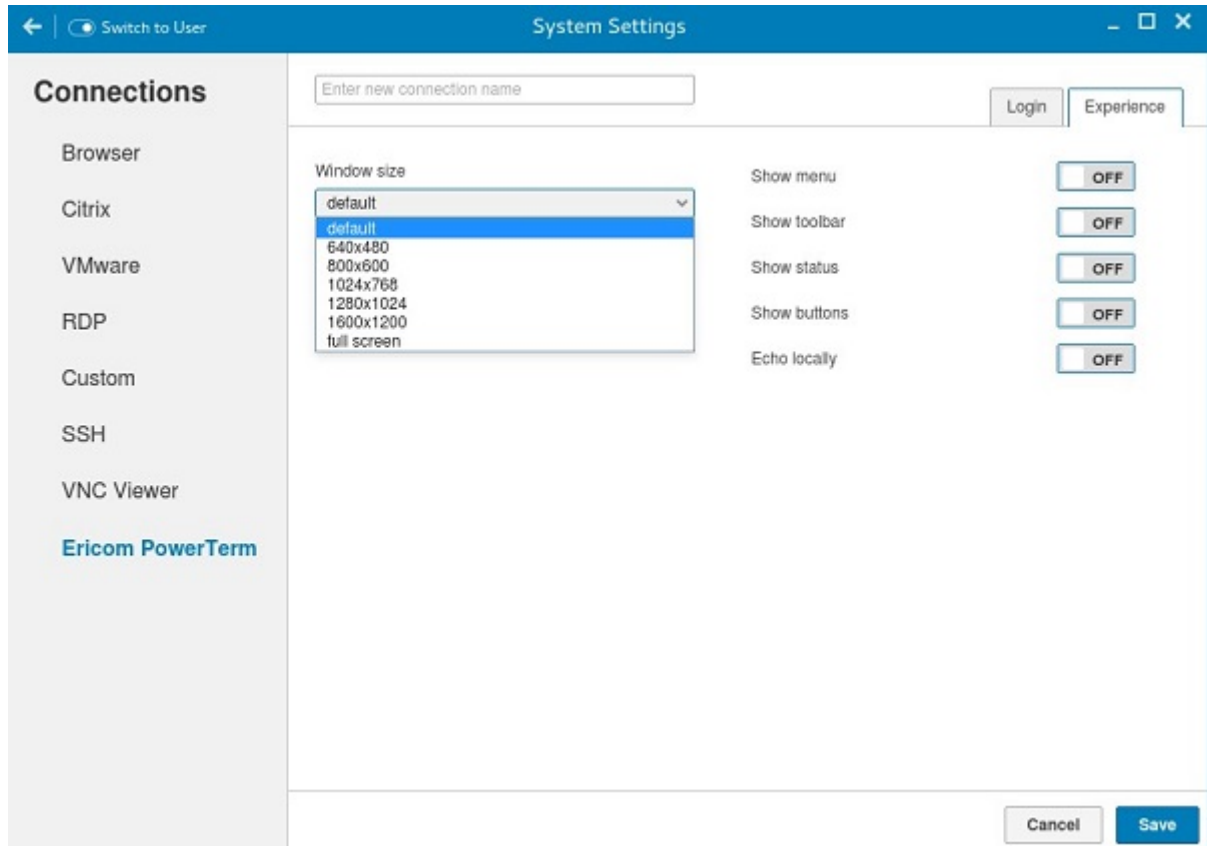 Switch to User
System Settings
Connections
Browser
Citrix
VMware
RDP
Custom
SSH
VNC Viewer
Ericom PowerTerm
Enter new connection name
Login
Experience
Window size
default
default
640x480
800x600
1024x768
1280x1024
1600x1200
full screen
Show menu OFF
Show toolbar OFF
Show status OFF
Show buttons OFF
Echo locally OFF
Cancel
Save